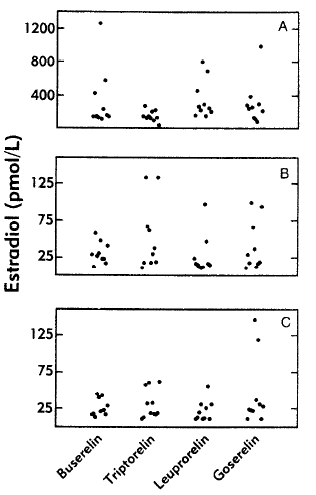 A
1200
800
400
B
125
75
25
C
125
75
25
Estradiol (pmol/L)
Buserelin
Triptorelin
Leuprorelin
Goserelin